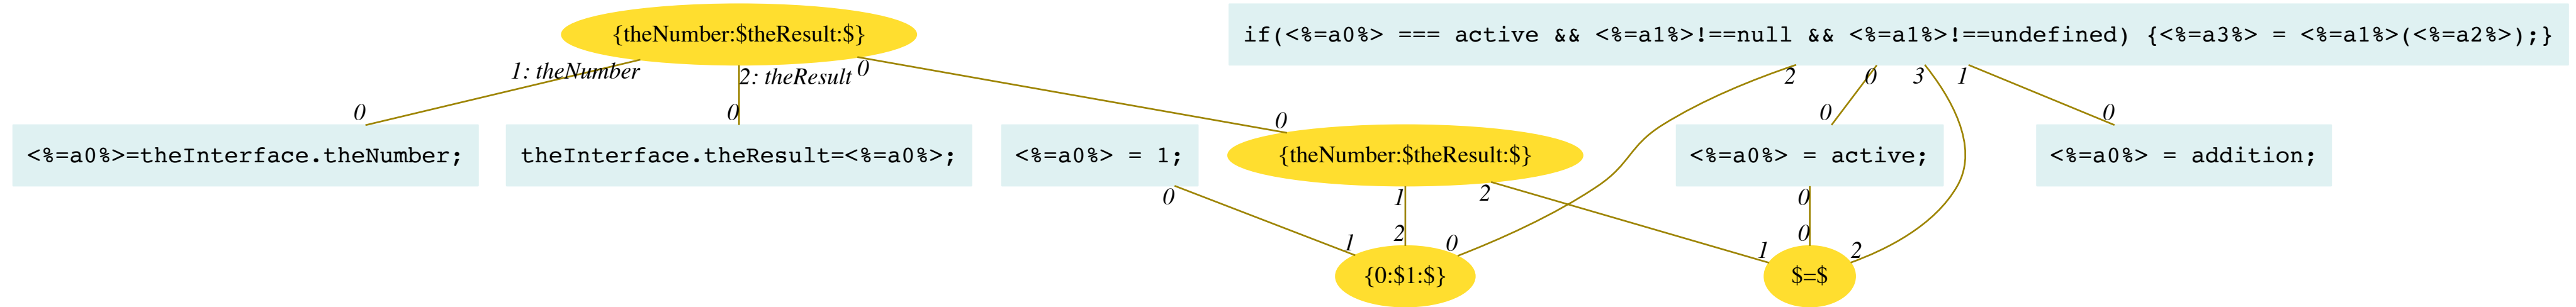 {theNumber:$theResult:$}
if(<%=a0%> === active && <%=a1%>!==null && <%=a1%>!==undefined) {<%=a3%> = <%=a1%>(<%=a2%>);}
1: theNumber
2: theResult
0
2
0
3
1
0
0
0
0
0
<%=a0%>=theInterface.theNumber;
theInterface.theResult=<%=a0%>;
<%=a0%> = 1;
{theNumber:$theResult:$}
<%=a0%> = active;
<%=a0%> = addition;
0
1
2
0
1
2
0
1
0
2
{0:$1:$}
$=$